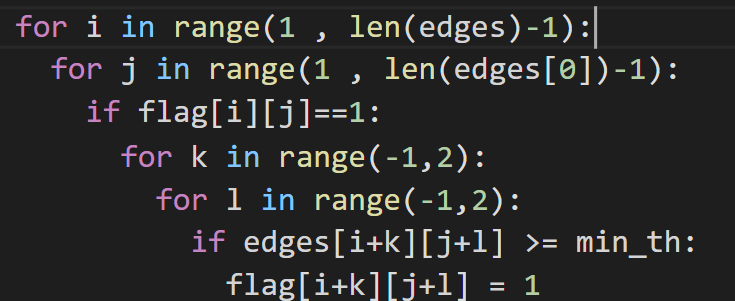 for i in range(1 , len(edges)-1):
for j in range(1 , len(edges[0])-1):
if flag[i][j]==1:
for k in range(-1,2):
for l in range(-1,2):
if edges[i+k][j+l] >= min_th:
flag[i+k][j+l] = 1